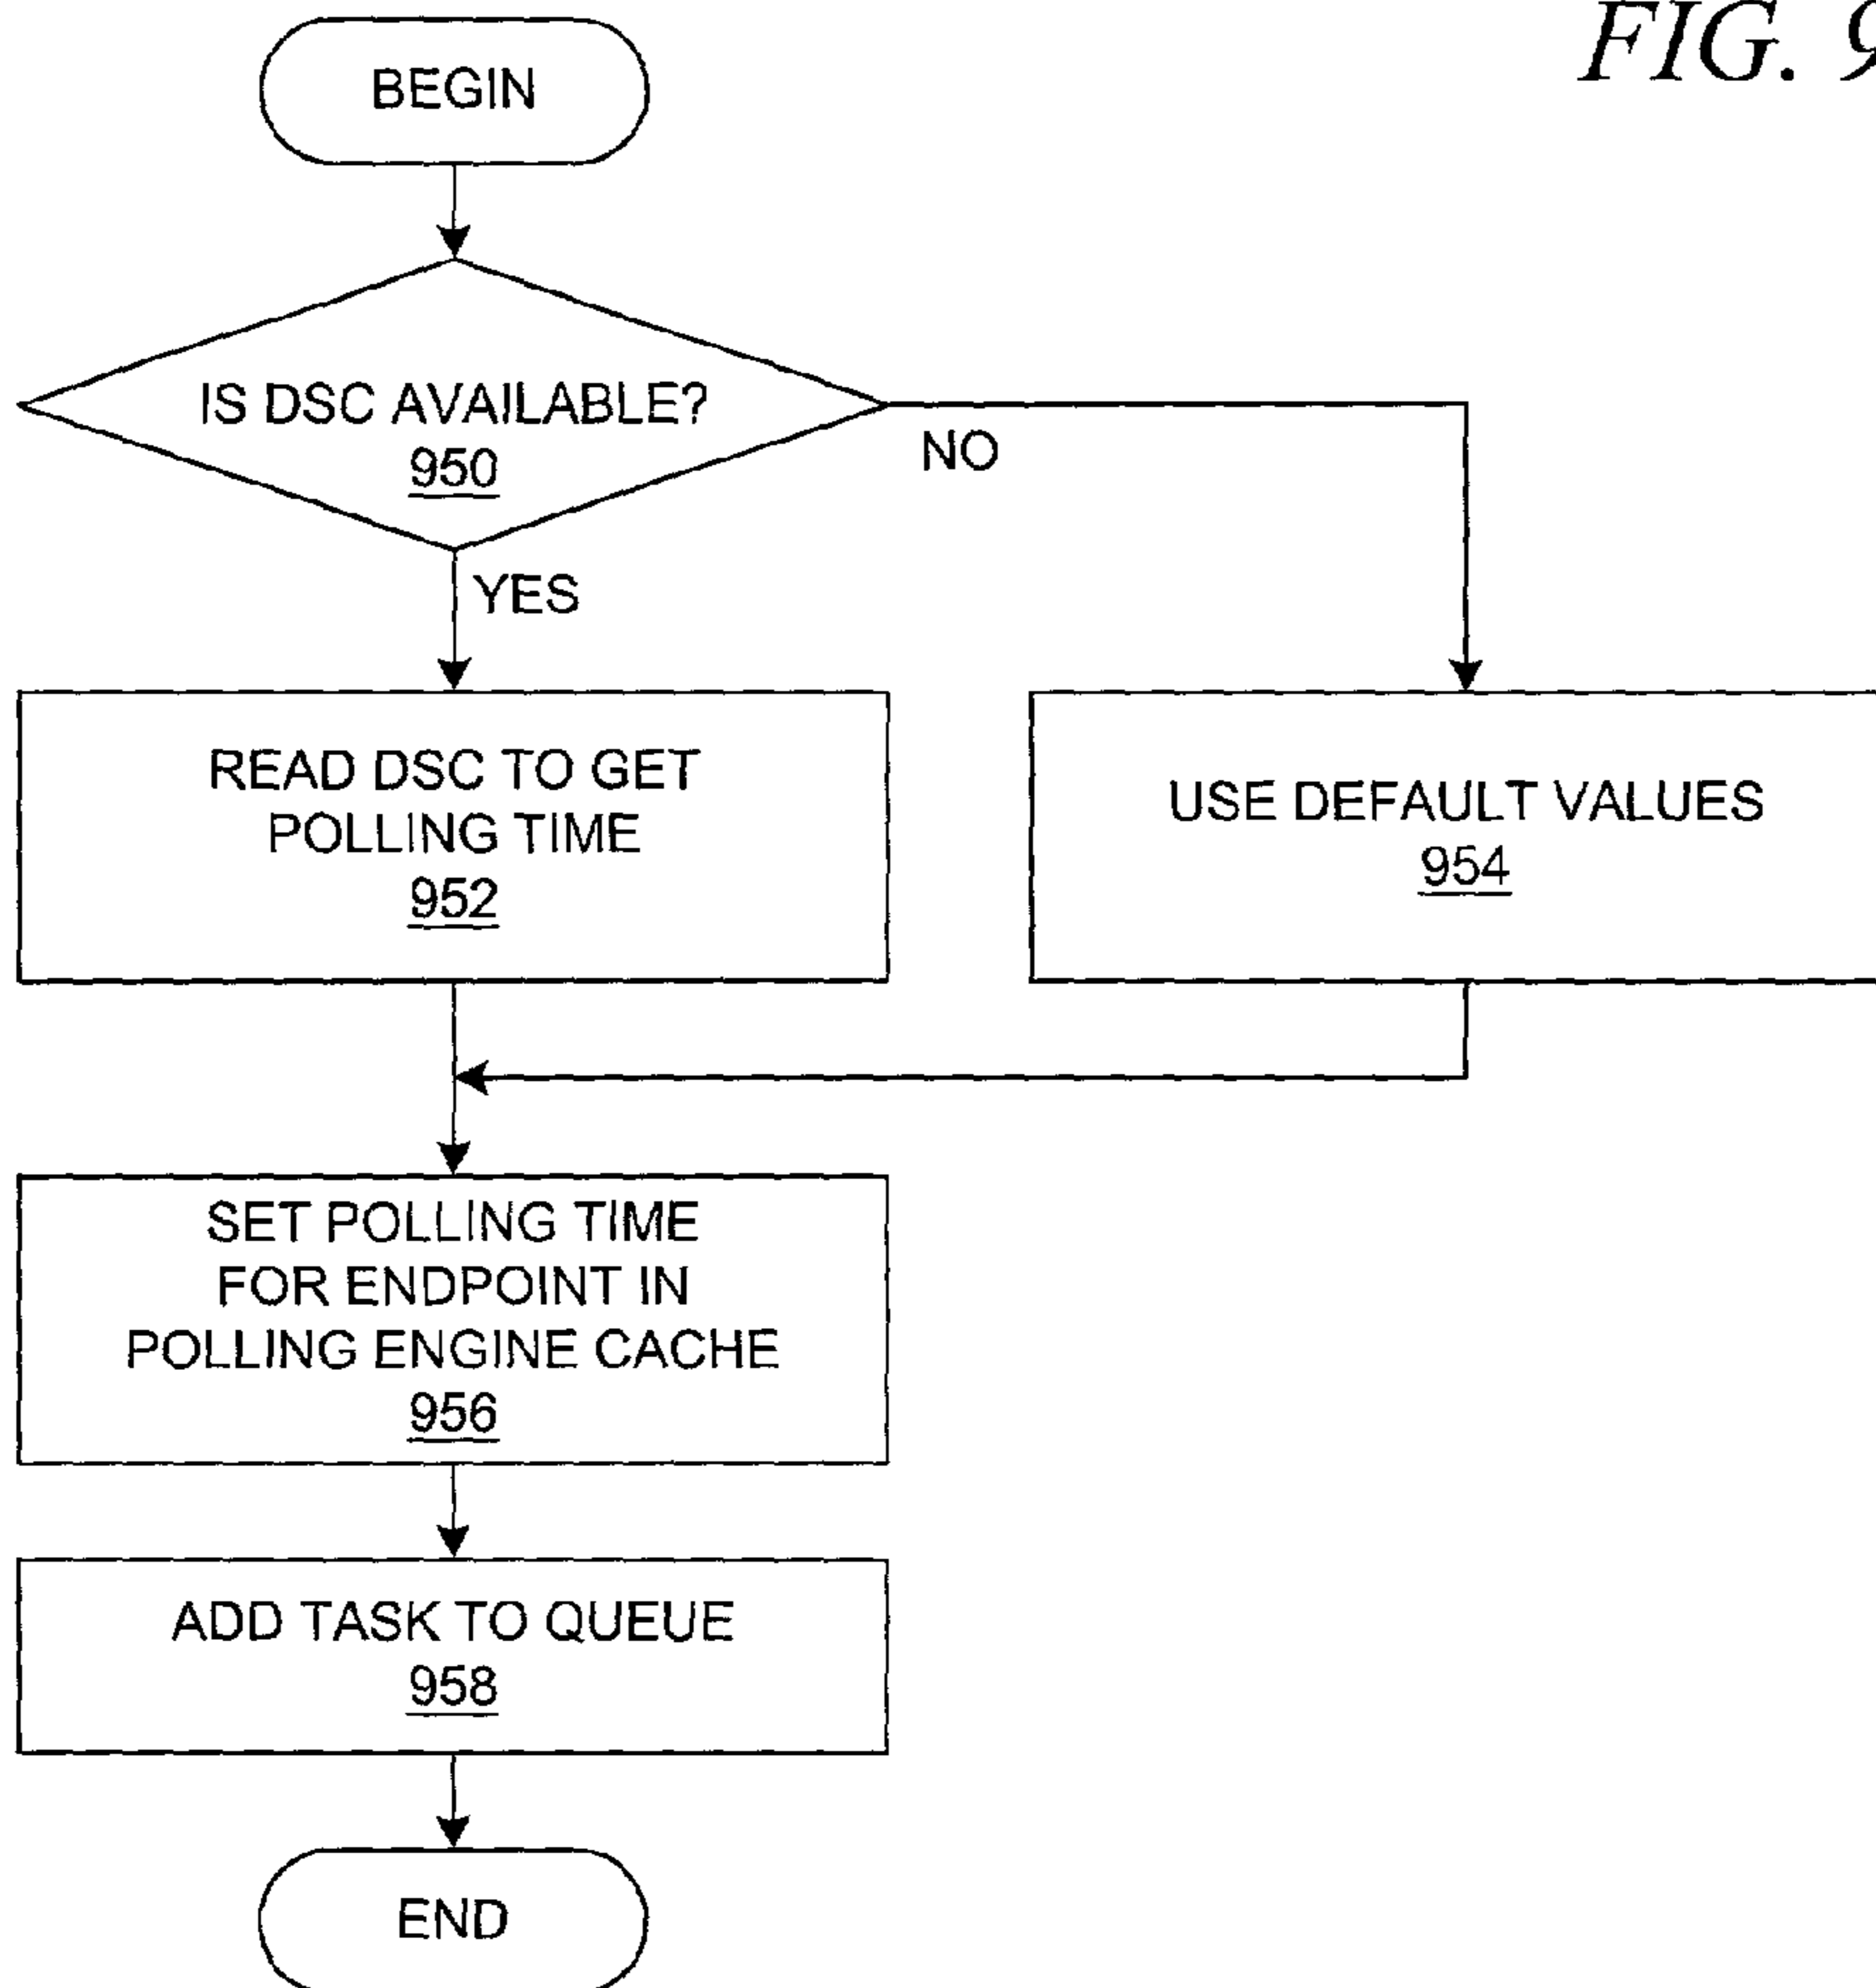 FIG. 9
BEGIN
IS DSC AVAILABLE?
950
NO
YES
READ DSC TO GET
POLLING TIME
952
USE DEFAULT VALUES
954
SET POLLING TIME
FOR ENDPOINT IN
POLLING ENGINE CACHE
956
ADD TASK TO QUEUE
958
END